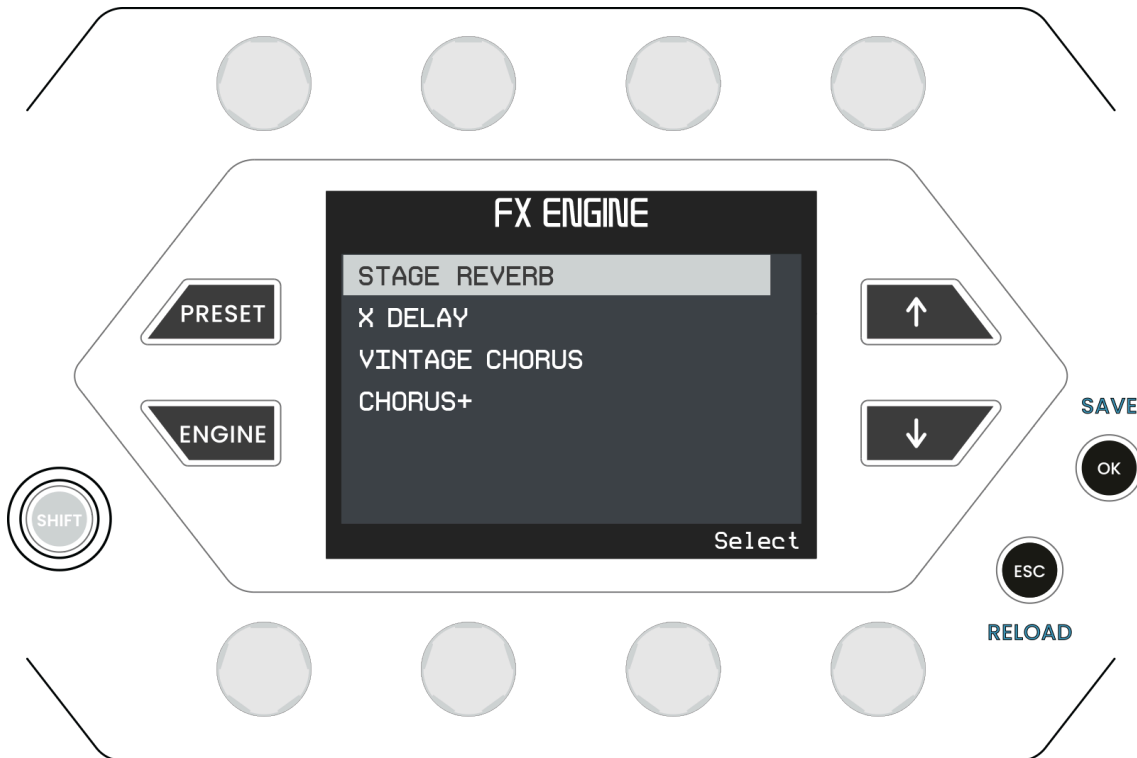 FX ENGINE
STAGE REVERB
X DELAY
VINTAGE CHORUS
CHORUS+
Select
PRESET
ENGINE
SHIFT
↑
↓
SAVE
OK
ESC
RELOAD